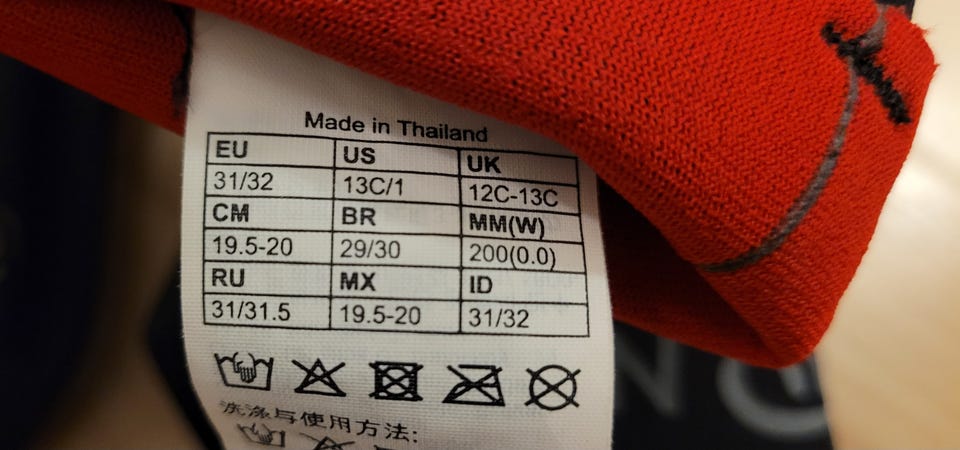 Made in Thailand
EU US UK
31/32 13C/1 12C-13C
CM BR MM(W)
19.5-20 29/30 200(0.0)
RU MX ID
31/31.5 19.5-20 31/32
洗涤与使用方法: